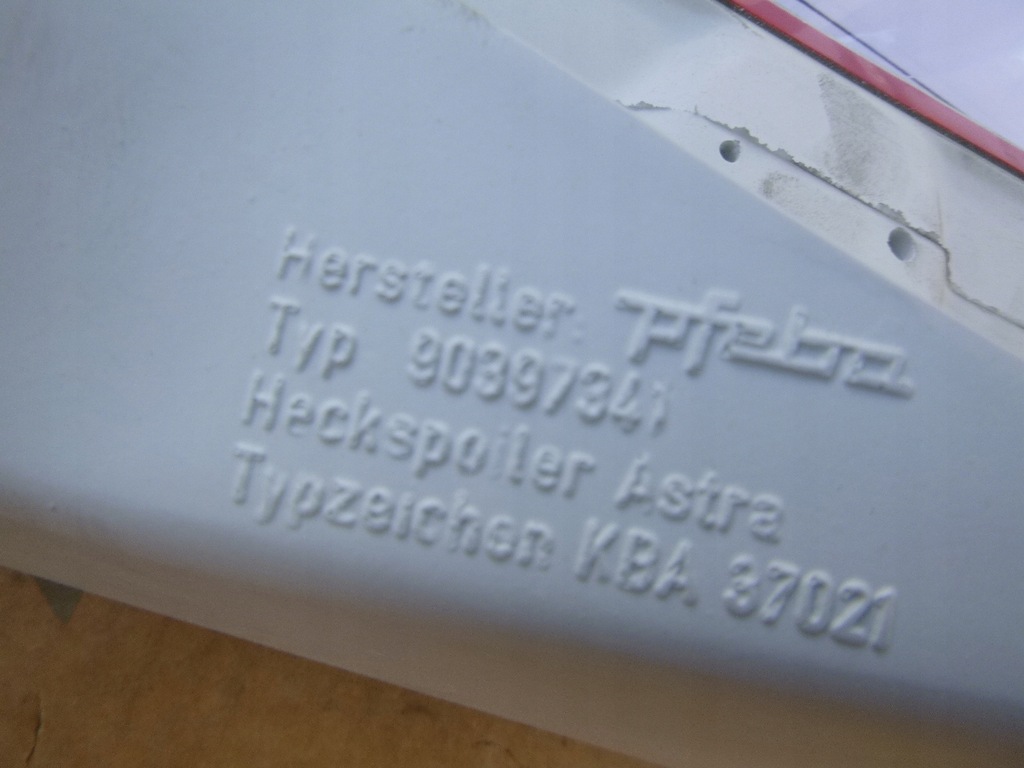 Hersteller: pfeba
Typ 90397341
Heckspoiler Astra
Typzeichen KBA 37021